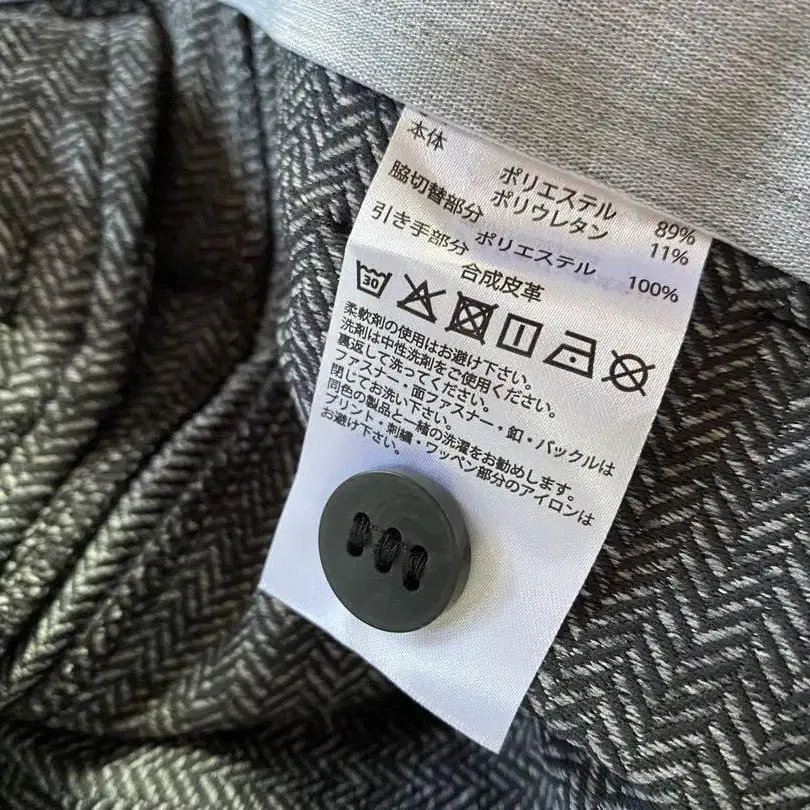 本体 ポリエステル 89%
ポリウレタン 11%
脇切替部分 ポリエステル 100%
引き手部分 合成皮革
30
柔軟剤の使用はお避け下さい。
洗剤は中性洗剤をご使用ください。
裏返して洗ってください。
ファスナー・面ファスナー・釦・バックルは
閉じてお洗い下さい。
同色の製品と一緒の洗濯をお勧めします。
プリント・刺繍・ワッペン部分のアイロンは
お避け下さい。